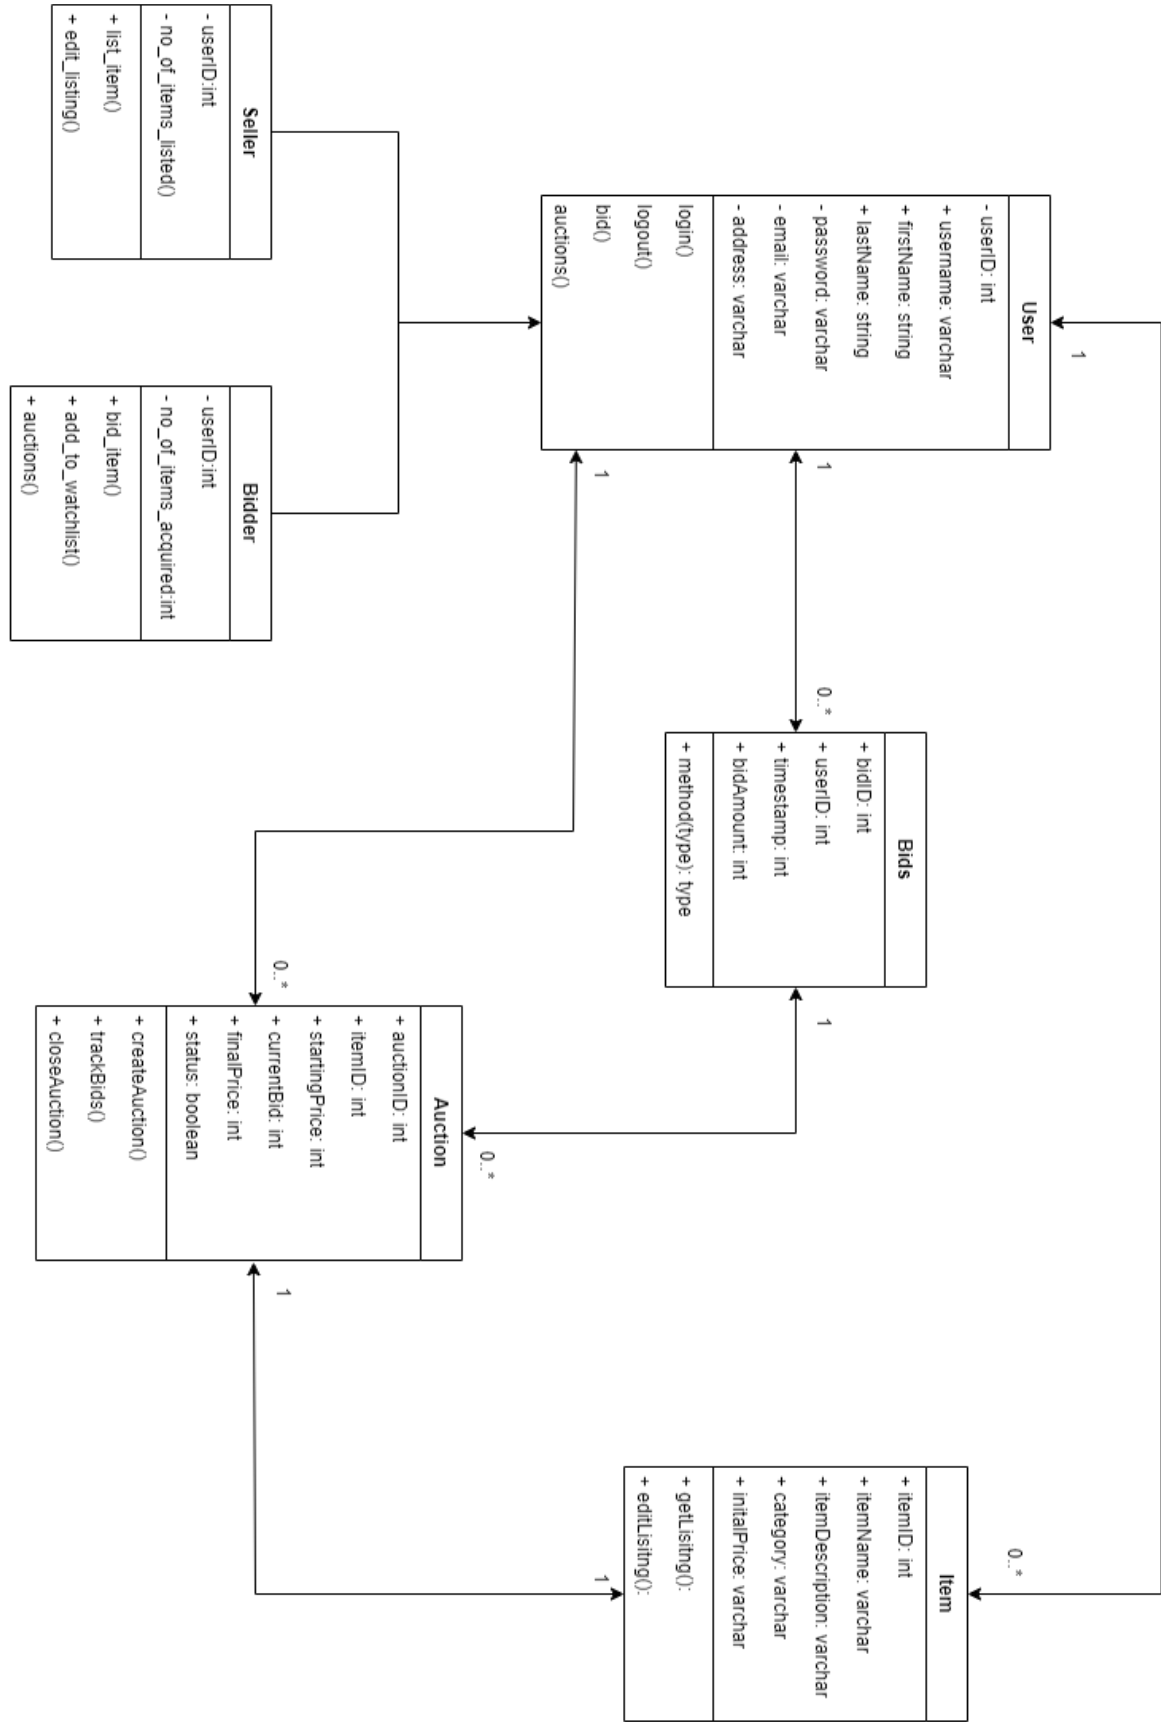 User
- userID: int
+ username: varchar
+ firstName: string
+ lastName: string
- password: varchar
- email: varchar
- address: varchar
login()
logout()
bid()
auctions()
1
1
1
Seller
- userID:int
- no_of_items_listed()
+ list_item()
+ edit_listing()
Bidder
- userID:int
- no_of_items_acquired:int
+ bid_item()
+ add_to_watchlist()
+ auctions()
0..*
Bids
+ bidID: int
+ userID: int
+ timestamp: int
+ bidAmount: int
+ method(type): type
1
0..*
0..*
Auction
+ auctionID: int
+ itemID: int
+ startingPrice: int
+ currentBid: int
+ finalPrice: int
+ status: boolean
+ createAuction()
+ trackBids()
+ closeAuction()
1
0..*
1
Item
+ itemID: int
+ itemName: varchar
+ itemDescription: varchar
+ category: varchar
+ initalPrice: varchar
+ getLisitng():
+ editLisitng():